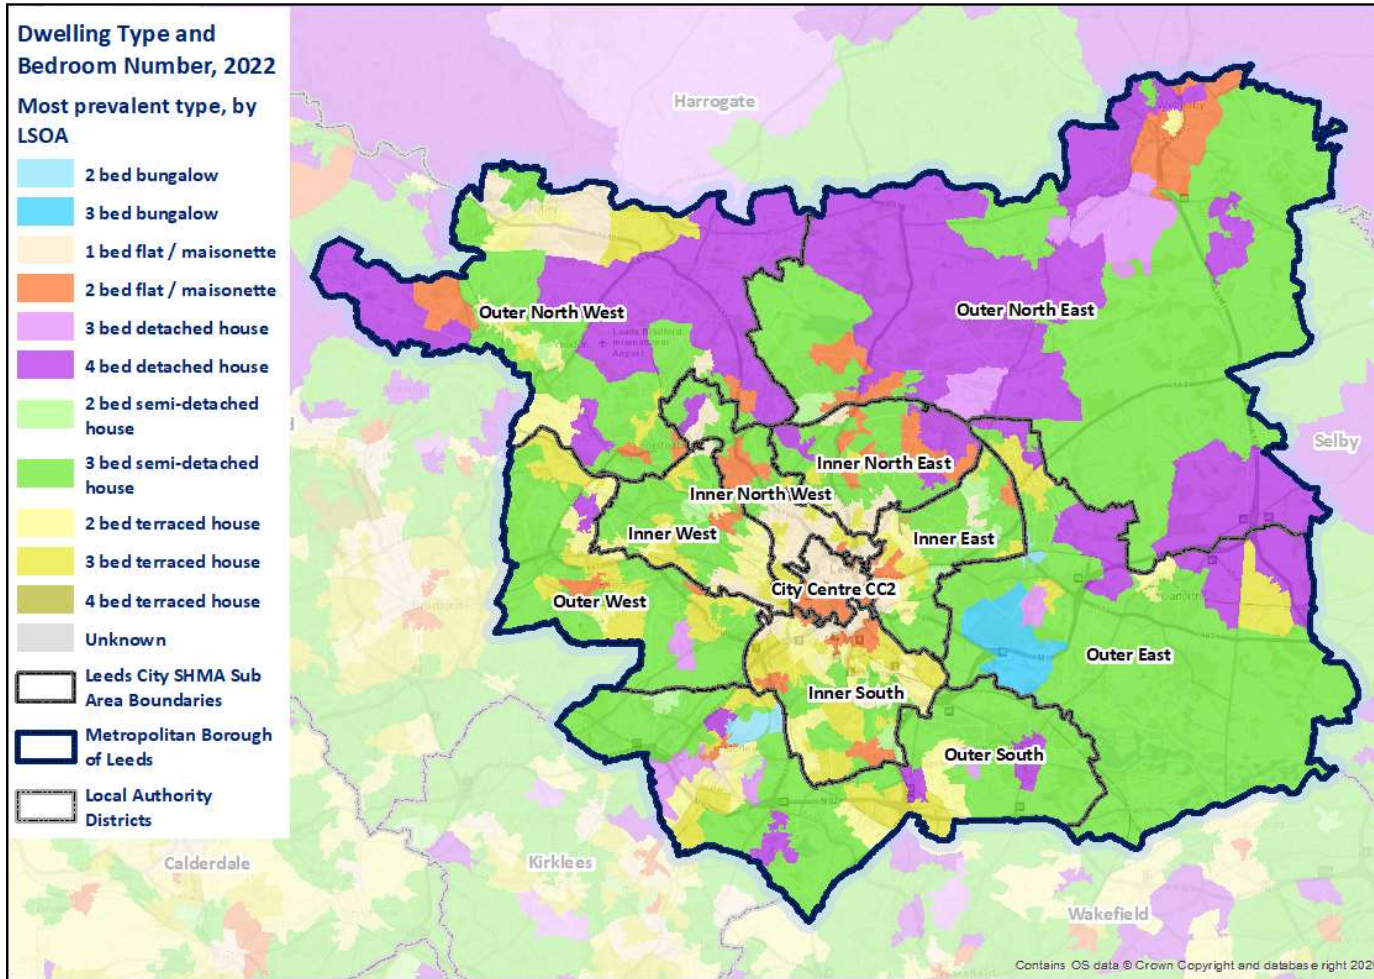 Dwelling Type and
Bedroom Number, 2022
Most prevalent type, by
LSOA
2 bed bungalow
3 bed bungalow
1 bed flat / maisonette
2 bed flat / maisonette
3 bed detached house
4 bed detached house
2 bed semi-detached
house
3 bed semi-detached
house
2 bed terraced house
3 bed terraced house
4 bed terraced house
Unknown
Leeds City SHMA Sub
Area Boundaries
Metropolitan Borough
of Leeds
Local Authority
Districts
Harrogate
Outer North West
Outer North East
Leeds Bradford
International
Airport
Selby
Inner North East
Inner North West
Inner West
Inner East
City Centre CC2
Outer West
Outer East
Inner South
Outer South
Calderdale
Kirklees
Wakefield
Contains OS data © Crown Copyright and database right 202